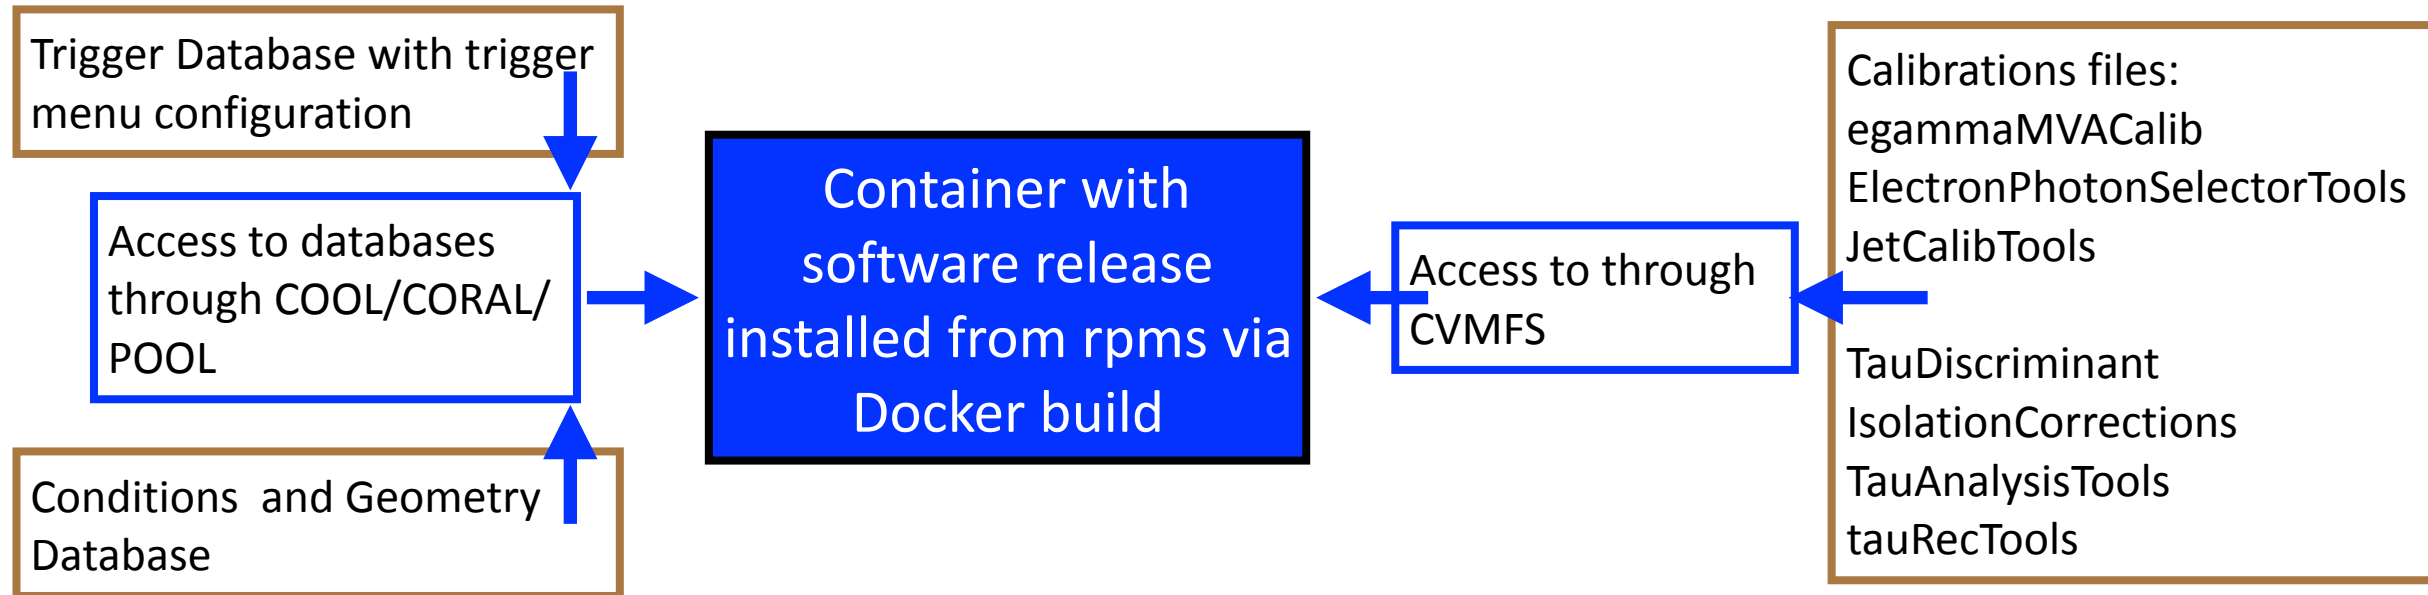 Trigger Database with trigger
menu configuration
Access to databases
through COOL/CORAL/
POOL
Conditions  and Geometry
Database
Container with
software release
installed from rpms via
Docker build
Access to through
CVMFS
Calibrations files:
egammaMVACalib
ElectronPhotonSelectorTools
JetCalibTools
TauDiscriminant
IsolationCorrections
TauAnalysisTools
tauRecTools